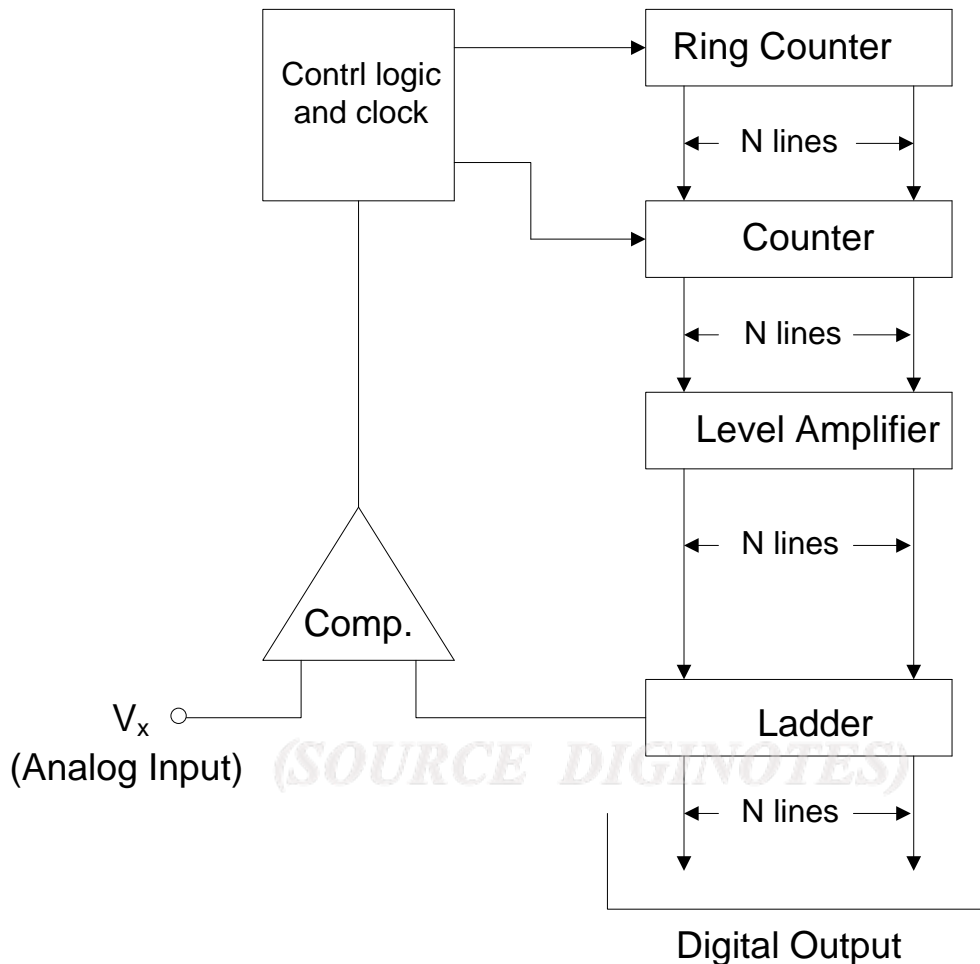 Contrl logic
and clock
Ring Counter
N lines
Counter
N lines
Level Amplifier
N lines
Comp.
Vₓ
(Analog Input)
Ladder
(SOURCE DIGINOTES)
N lines
Digital Output